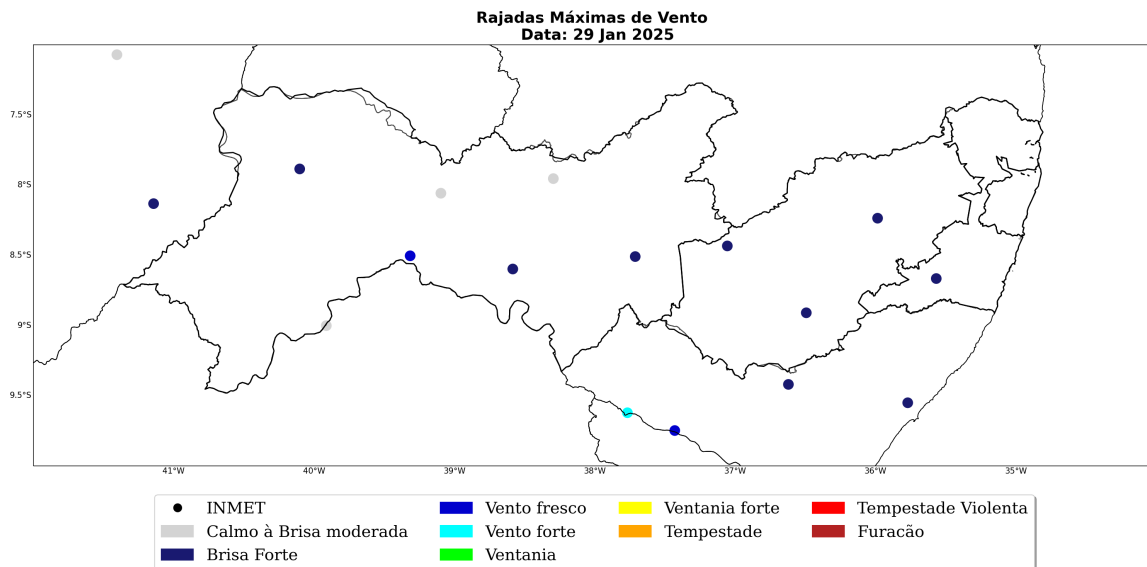 Rajadas Máximas de Vento
Data: 29 Jan 2025
7.5°S
8°S
8.5°S
9°S
9.5°S
41°W 40°W 39°W 38°W 37°W 36°W 35°W
INMET Vento fresco Ventania forte Tempestade Violenta
Calmo à Brisa moderada Vento forte Tempestade Furacão
Brisa Forte Ventania